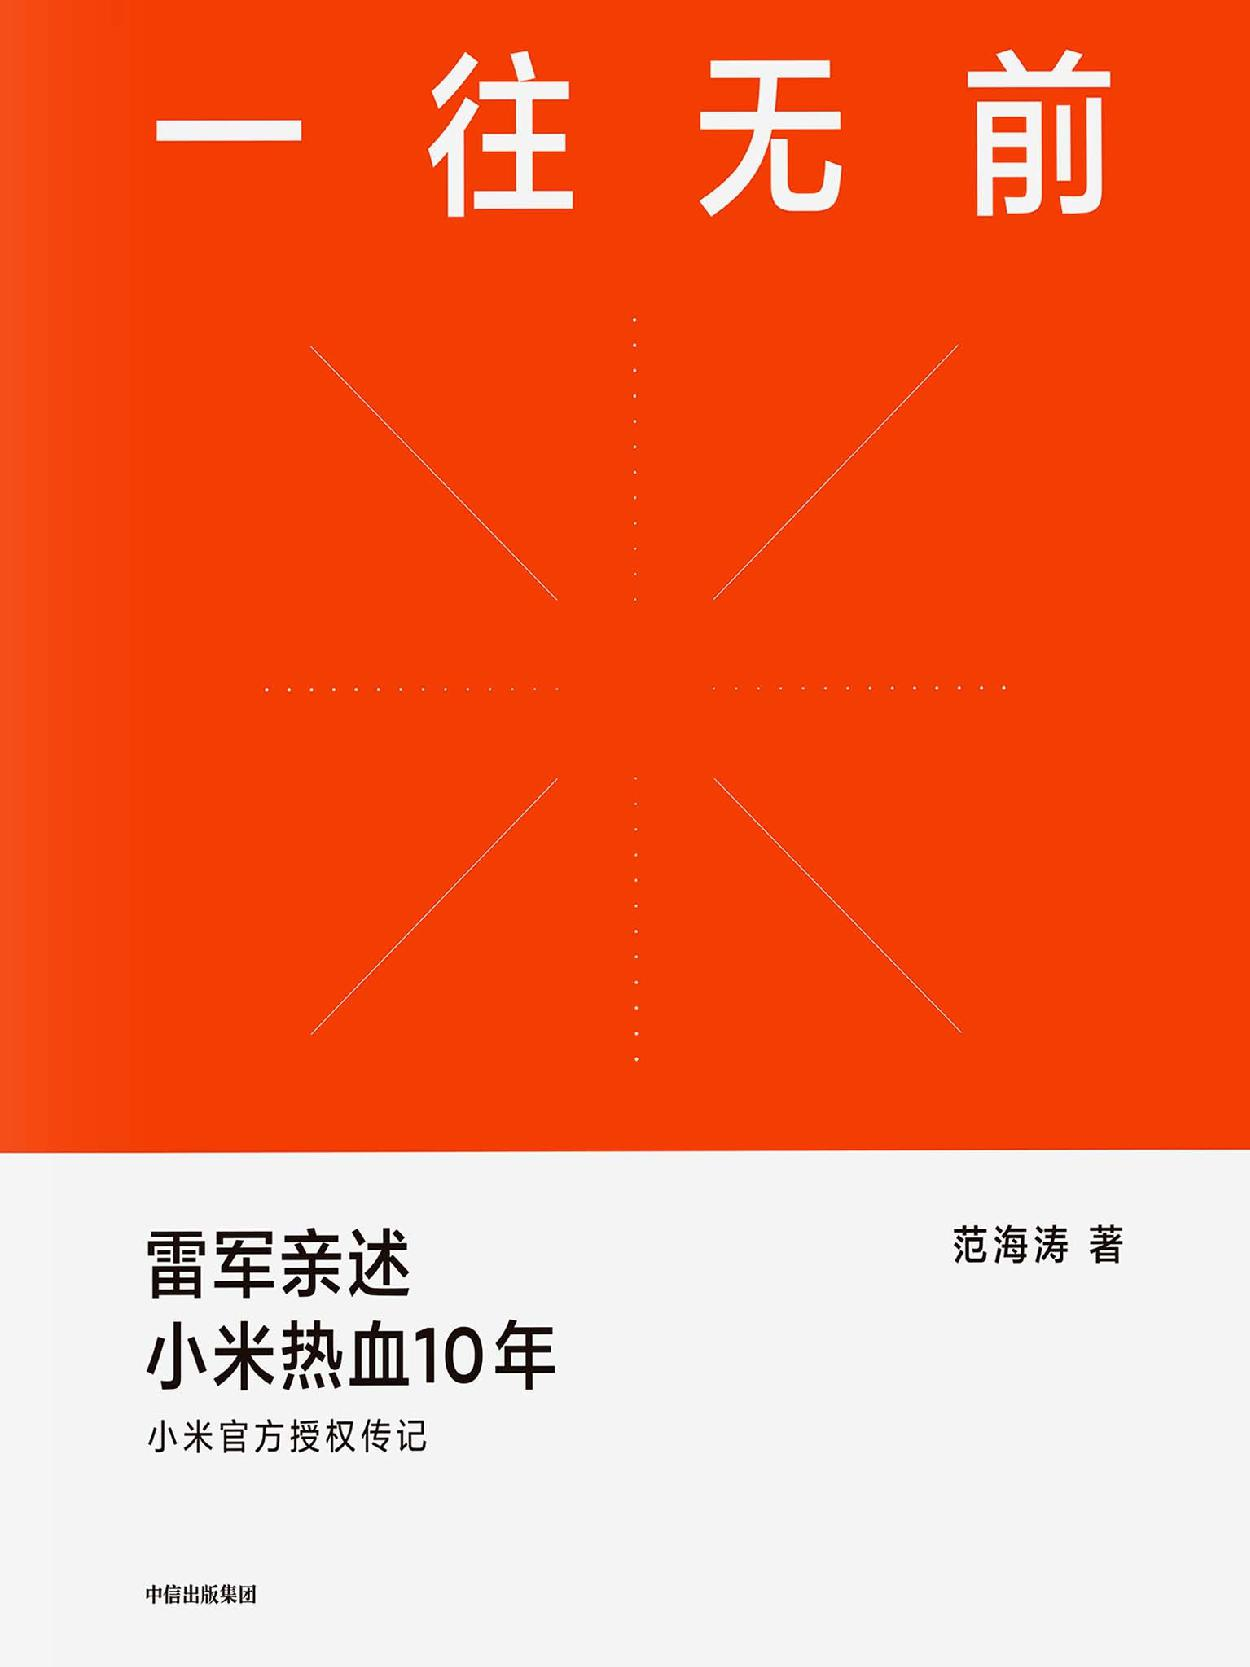 一往无前
雷军亲述
小米热血10年
小米官方授权传记
范海涛 著
中信出版集团